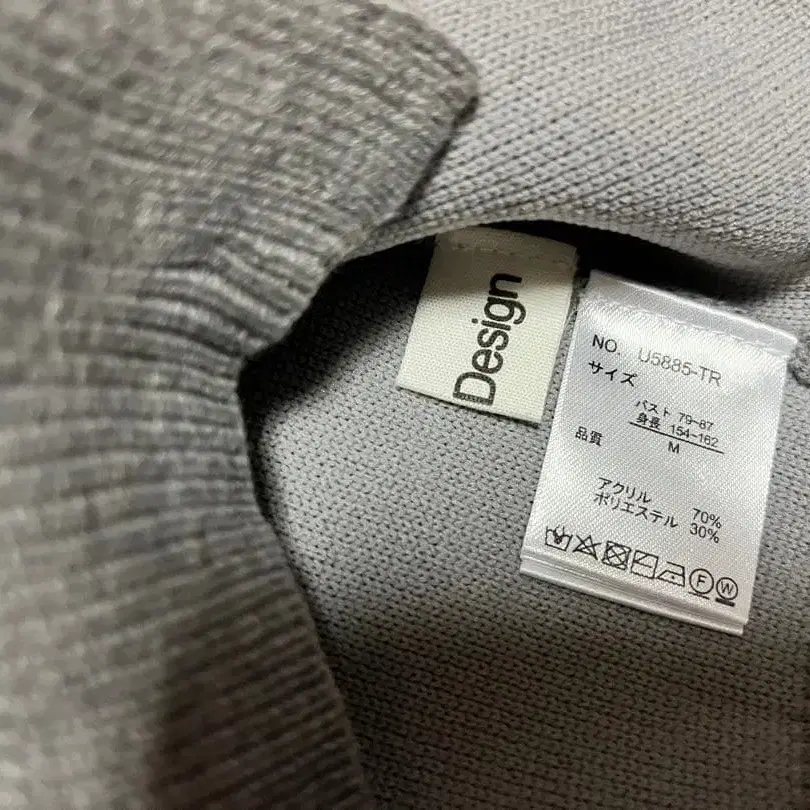 Design
NO. U5885-TR
サイズ
バスト 79-87
身長 154-162
M
品質
アクリル 70%
ポリエステル 30%
F W